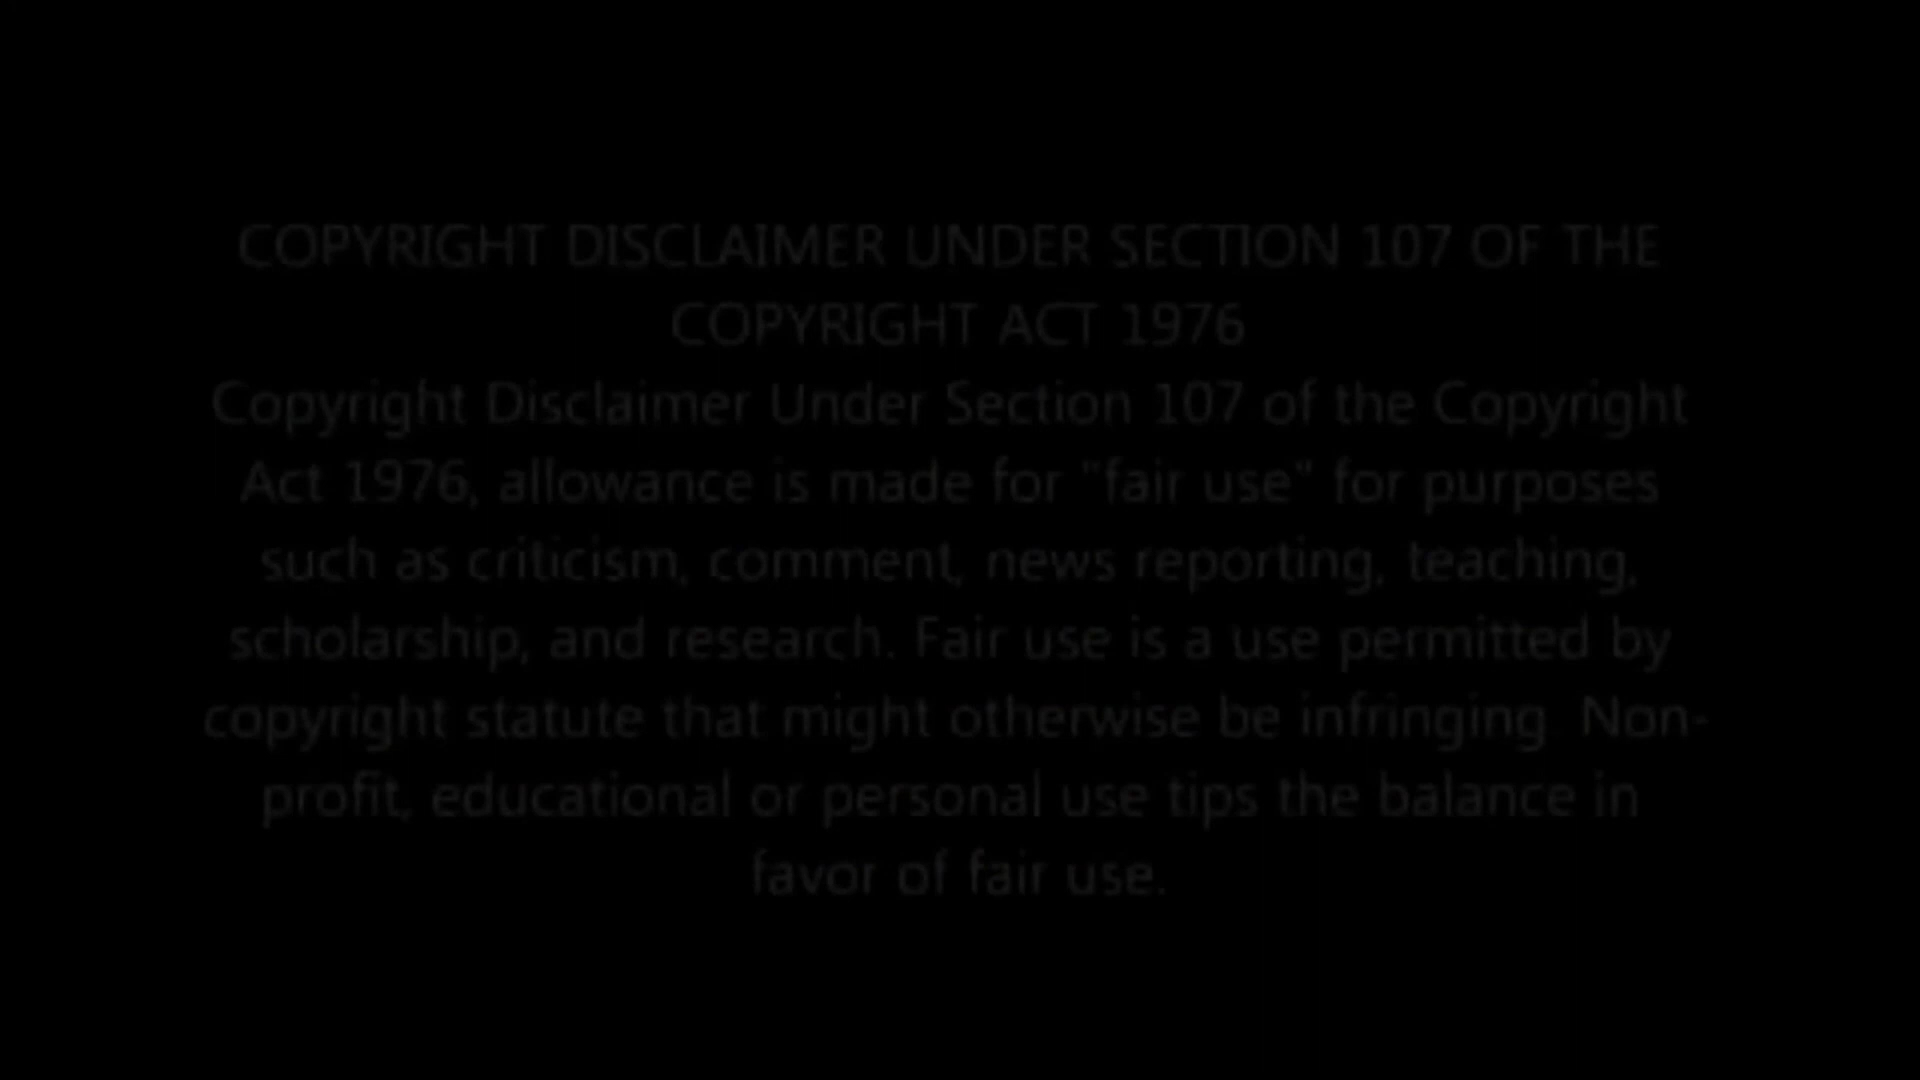 COPYRIGHT DISCLAIMER UNDER SECTION 107 OF THE
COPYRIGHT ACT 1976
Copyright Disclaimer Under Section 107 of the Copyright
Act 1976, allowance is made for "fair use" for purposes
such as criticism, comment, news reporting, teaching,
scholarship, and research. Fair use is a use permitted by
copyright statute that might otherwise be infringing. Non-
profit, educational or personal use tips the balance in
favor of fair use.